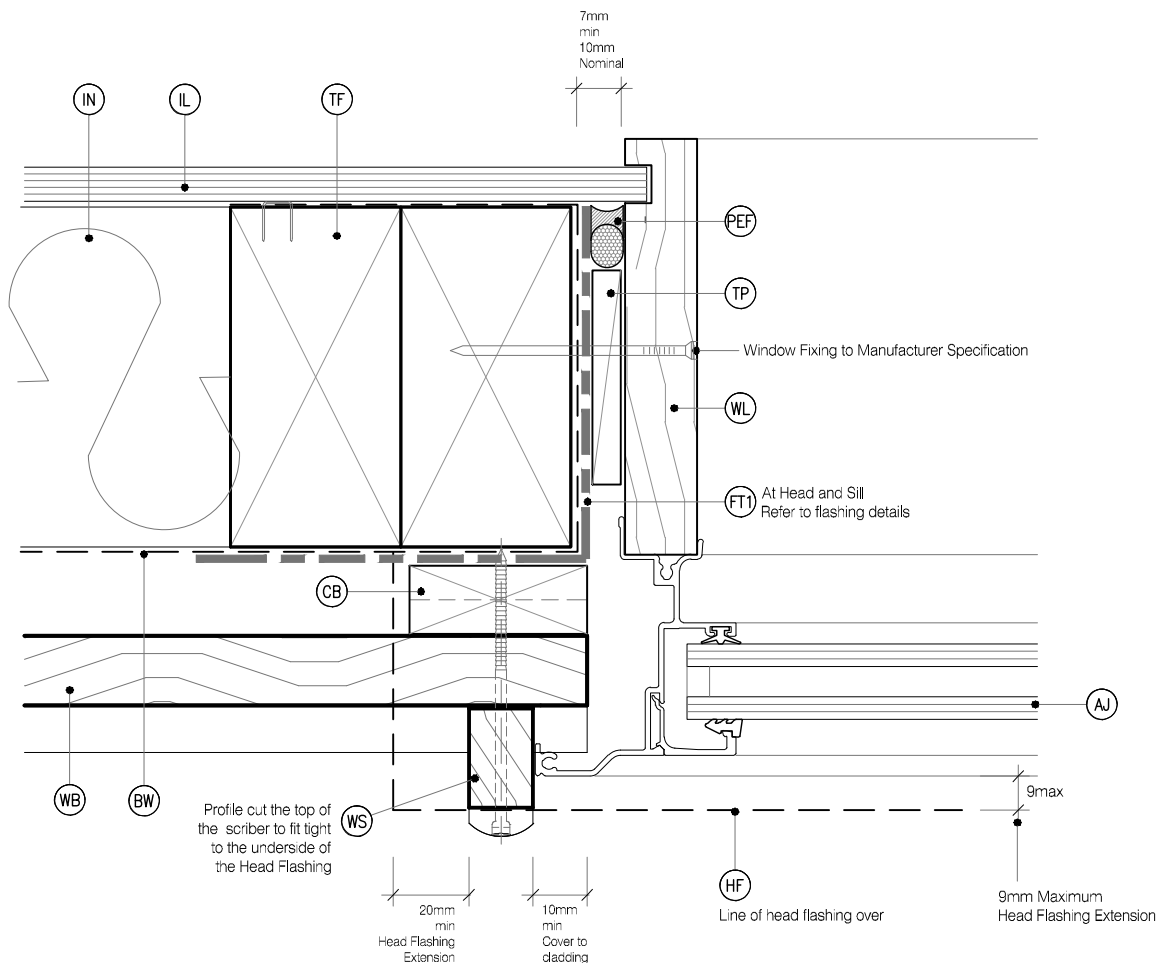 7mm
min
10mm
Nominal
IN
IL
TF
PEF
TP
Window Fixing to Manufacturer Specification
WL
FT1
At Head and Sill
Refer to flashing details
CB
AJ
WB
BW
9max
Profile cut the top of
the scriber to fit tight
to the underside of
the Head Flashing
WS
HF
Line of head flashing over
9mm Maximum
Head Flashing Extension
20mm
min
Head Flashing
Extension
10mm
min
Cover to
cladding